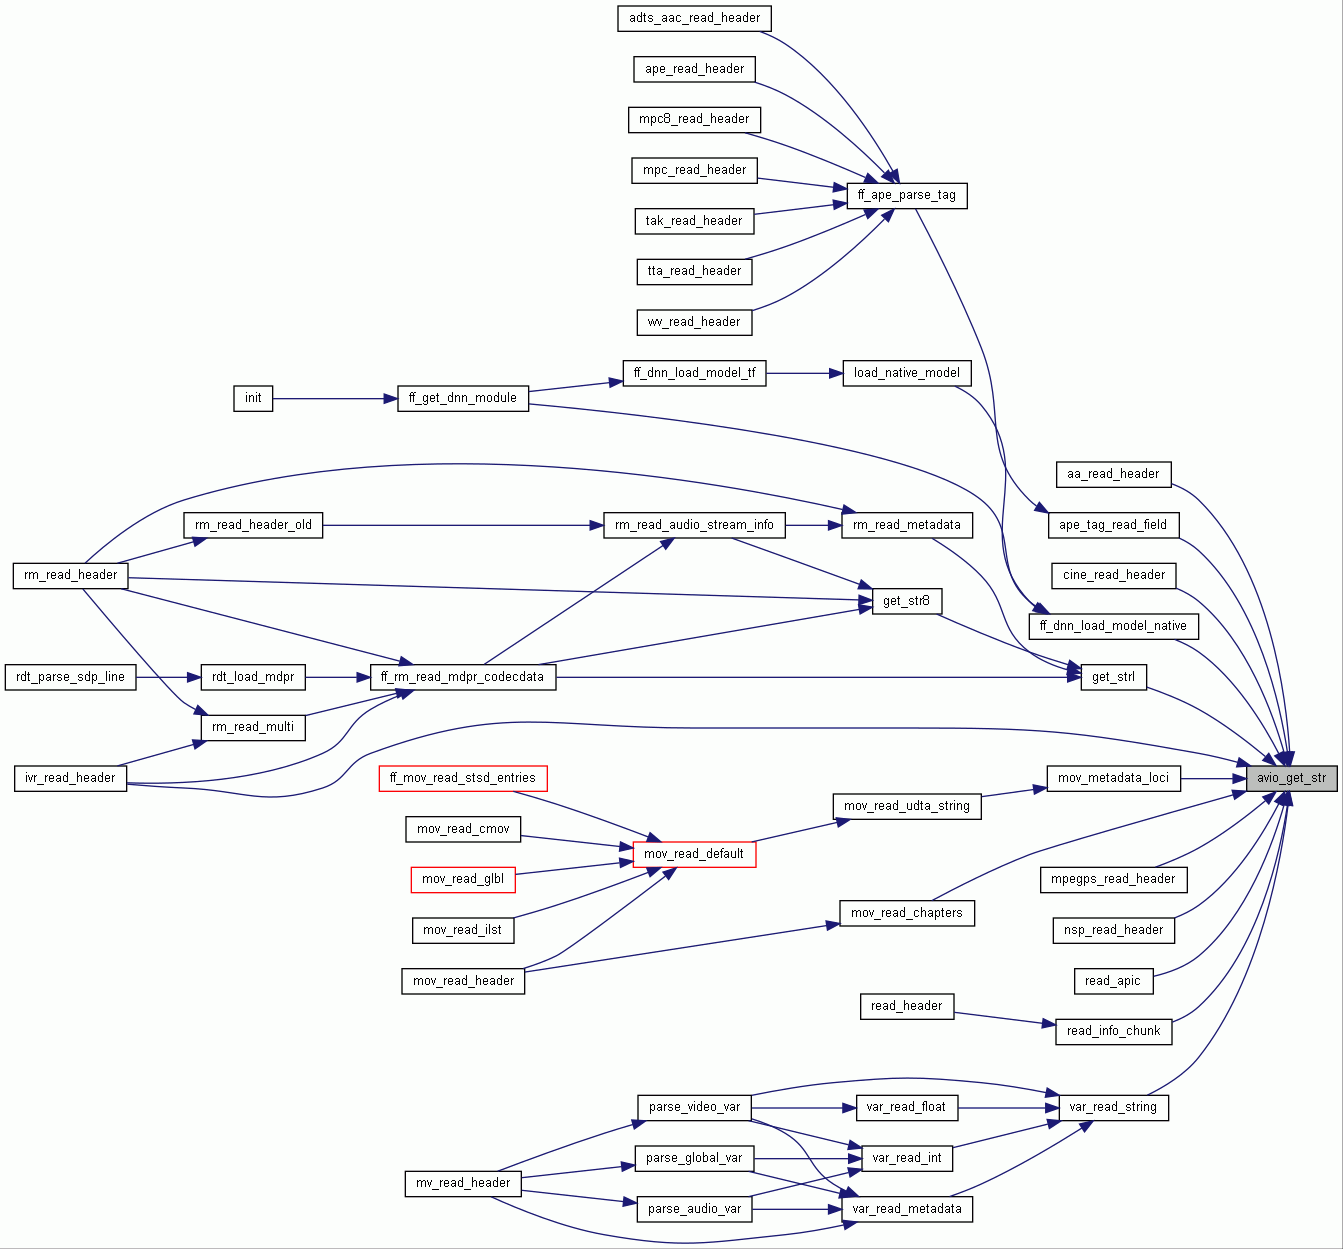 adts_aac_read_header
ape_read_header
mpc8_read_header
mpc_read_header
ff_ape_parse_tag
tak_read_header
tta_read_header
wv_read_header
ff_dnn_load_model_tf
load_native_model
init
ff_get_dnn_module
aa_read_header
rm_read_header_old
rm_read_audio_stream_info
rm_read_metadata
ape_tag_read_field
rm_read_header
cine_read_header
get_str8
ff_dnn_load_model_native
rdt_parse_sdp_line
rdt_load_mdpr
ff_rm_read_mdpr_codecdata
get_strl
rm_read_multi
ivr_read_header
ff_mov_read_stsd_entries
mov_metadata_loci
avio_get_str
mov_read_udta_string
mov_read_cmov
mov_read_default
mov_read_glbl
mpegps_read_header
mov_read_chapters
mov_read_ilst
nsp_read_header
mov_read_header
read_apic
read_header
read_info_chunk
parse_video_var
var_read_float
var_read_string
parse_global_var
var_read_int
mv_read_header
parse_audio_var
var_read_metadata